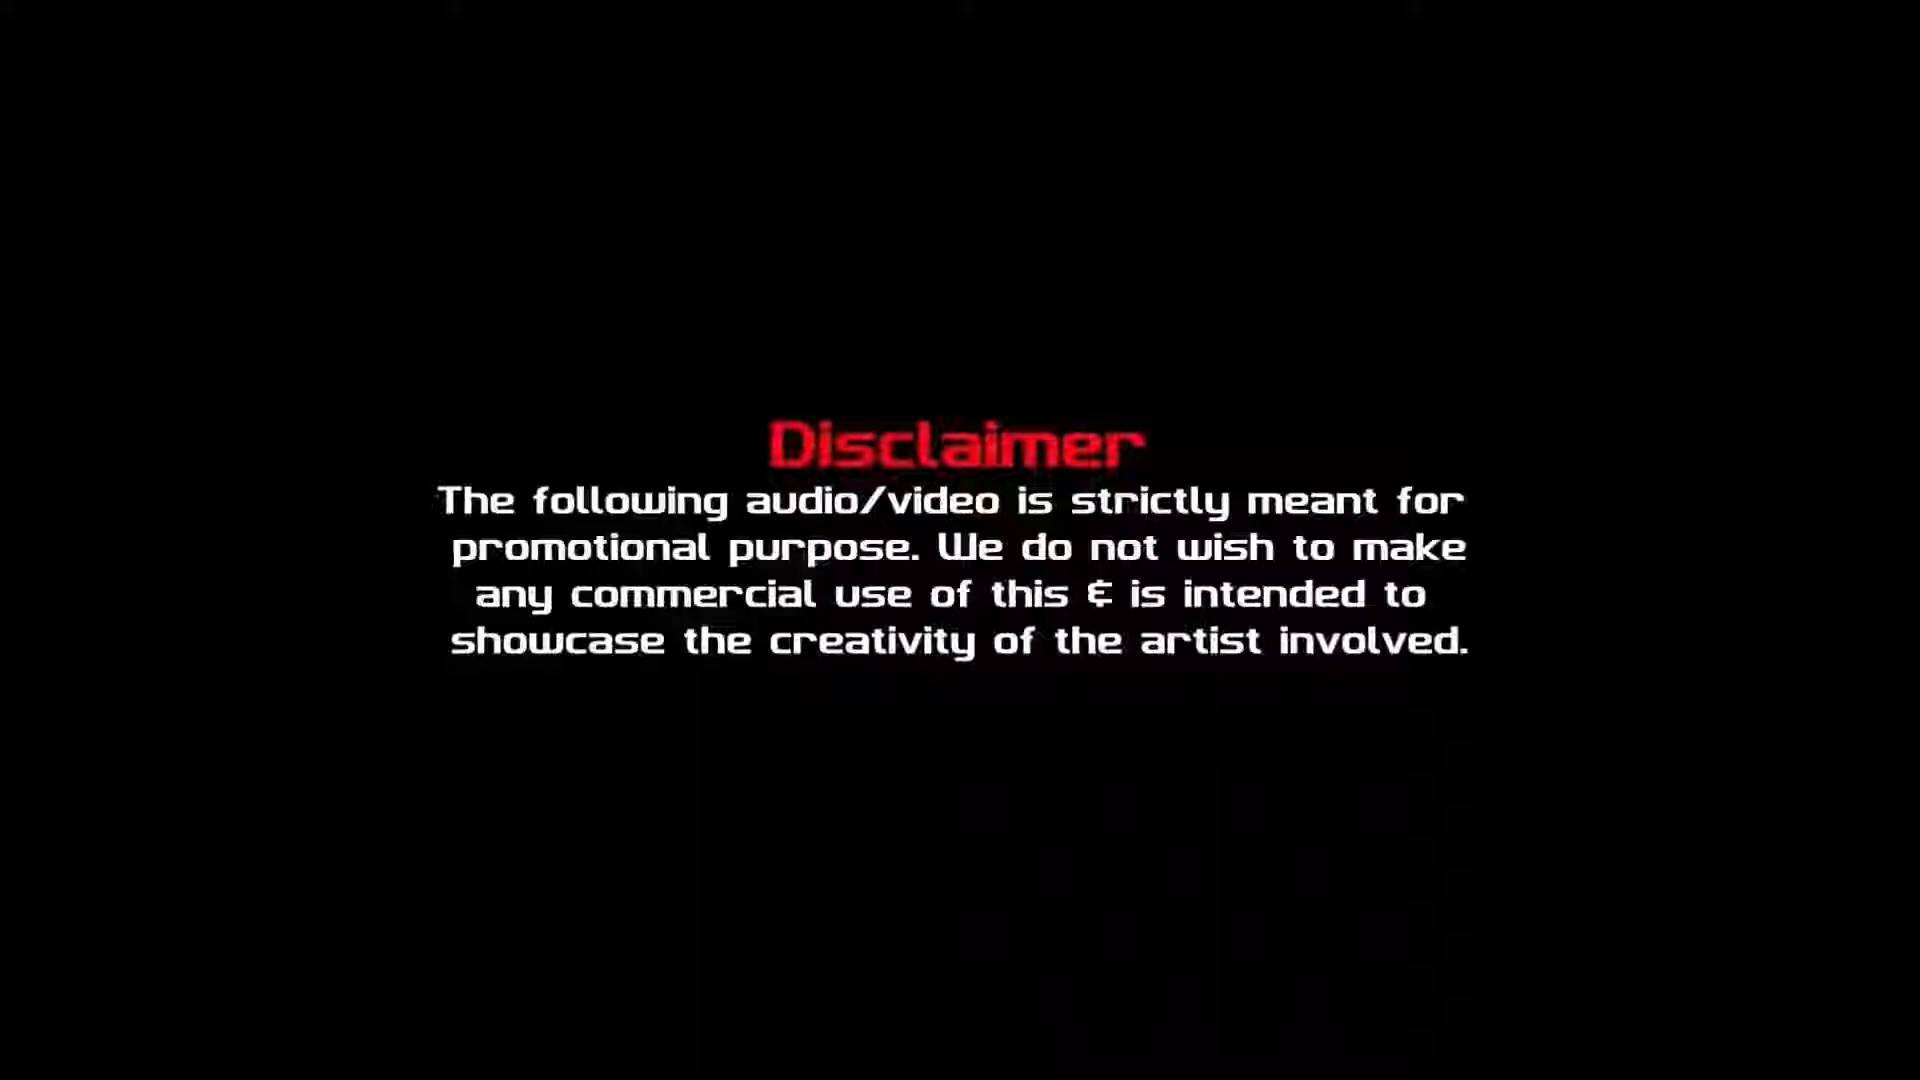 Disclaimer
The following audio/video is strictly meant for
promotional purpose. We do not wish to make
any commercial use of this & is intended to
showcase the creativity of the artist involved.